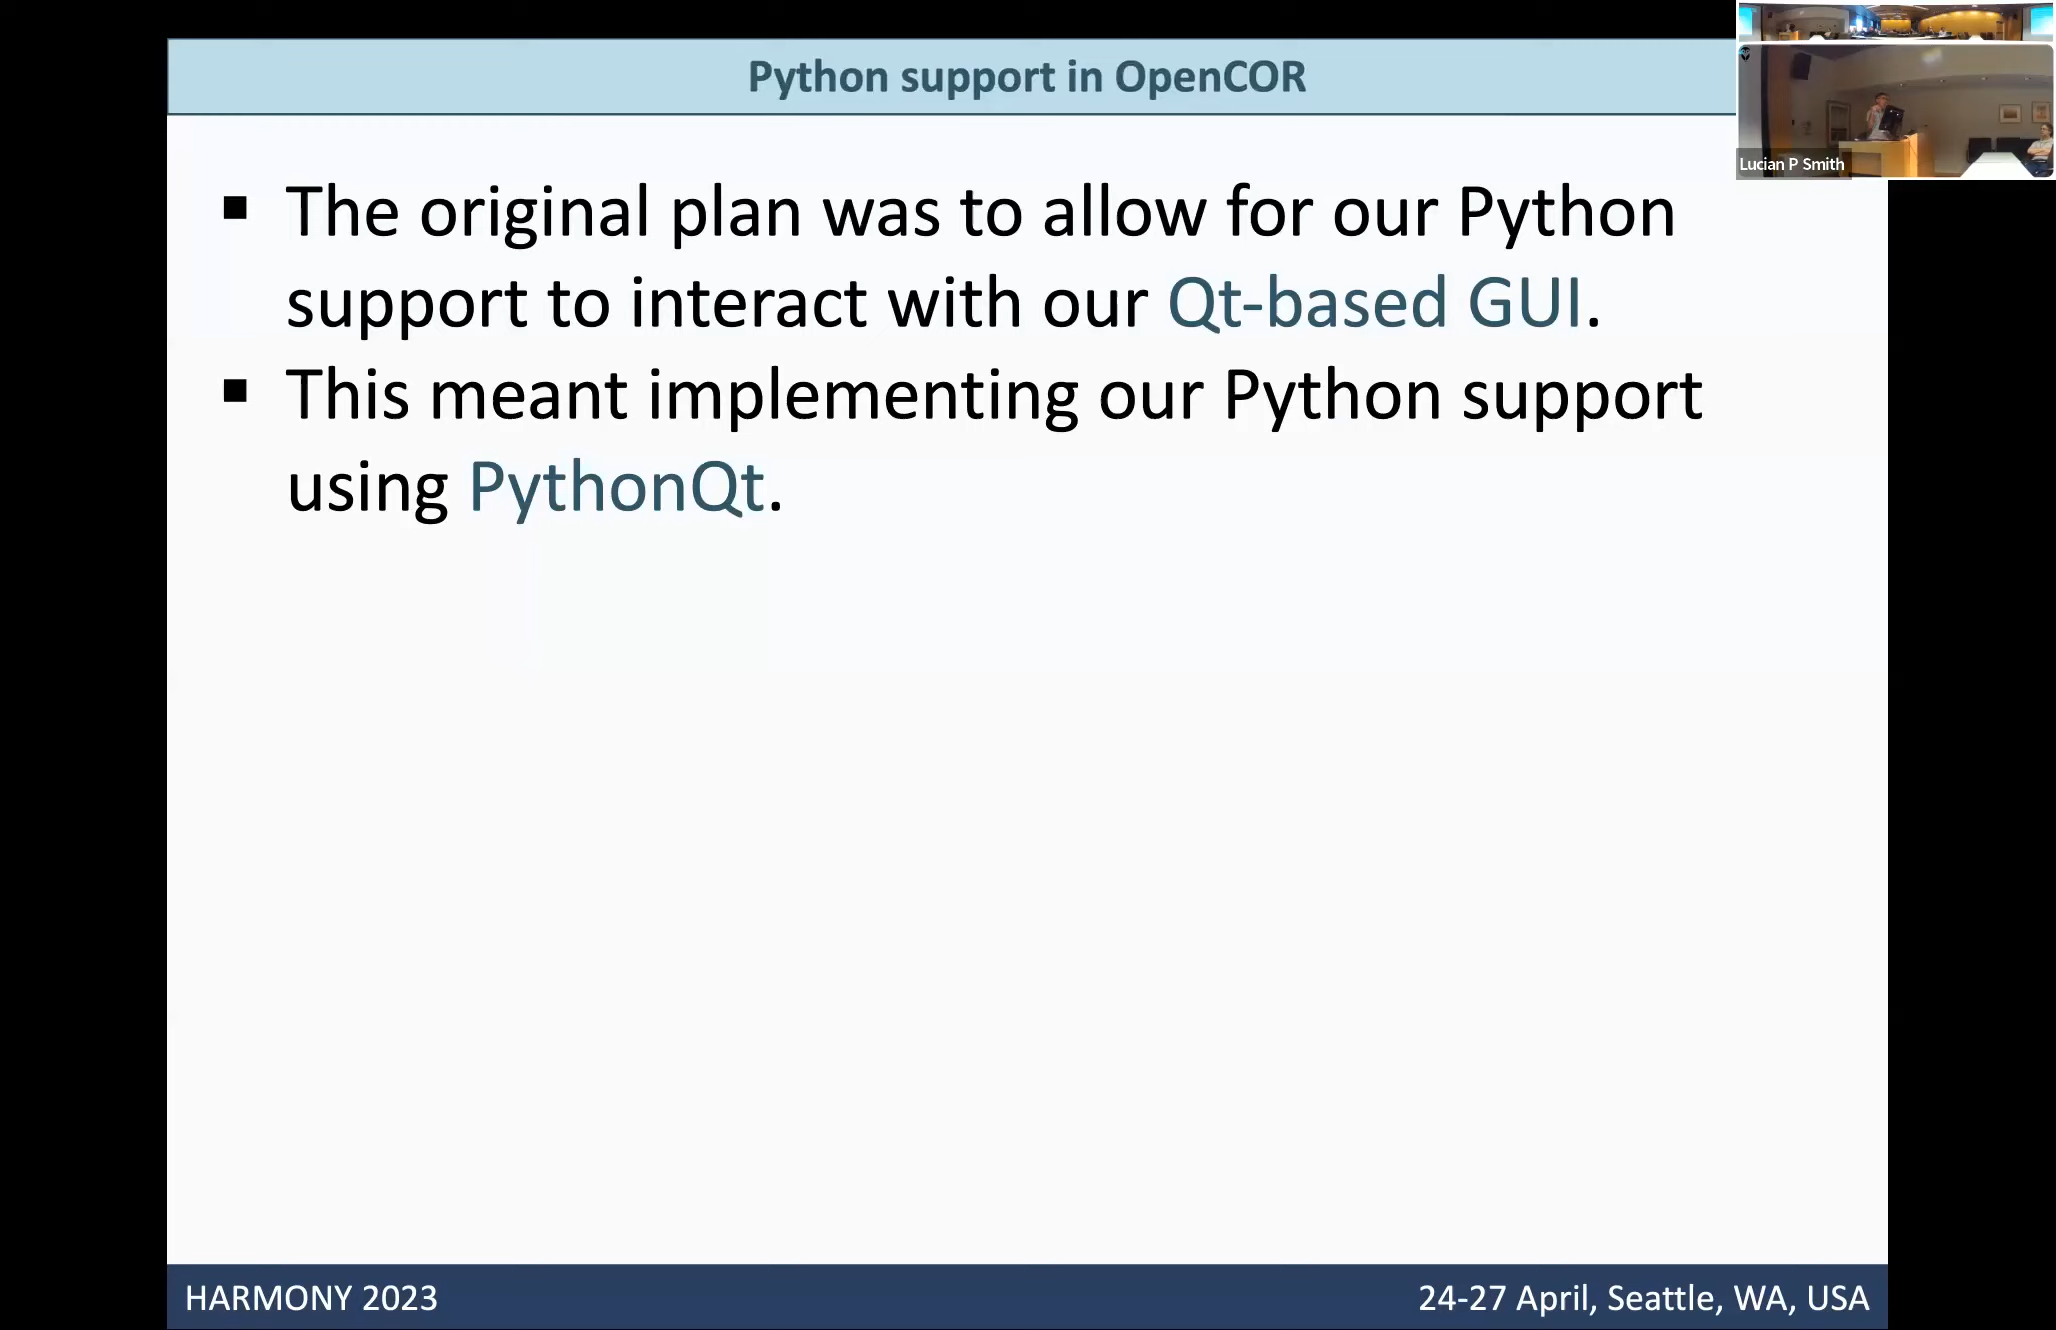 Python support in OpenCOR
Lucian P Smith
▪ The original plan was to allow for our Python
support to interact with our Qt-based GUI.
▪ This meant implementing our Python support
using PythonQt.
HARMONY 2023
24-27 April, Seattle, WA, USA